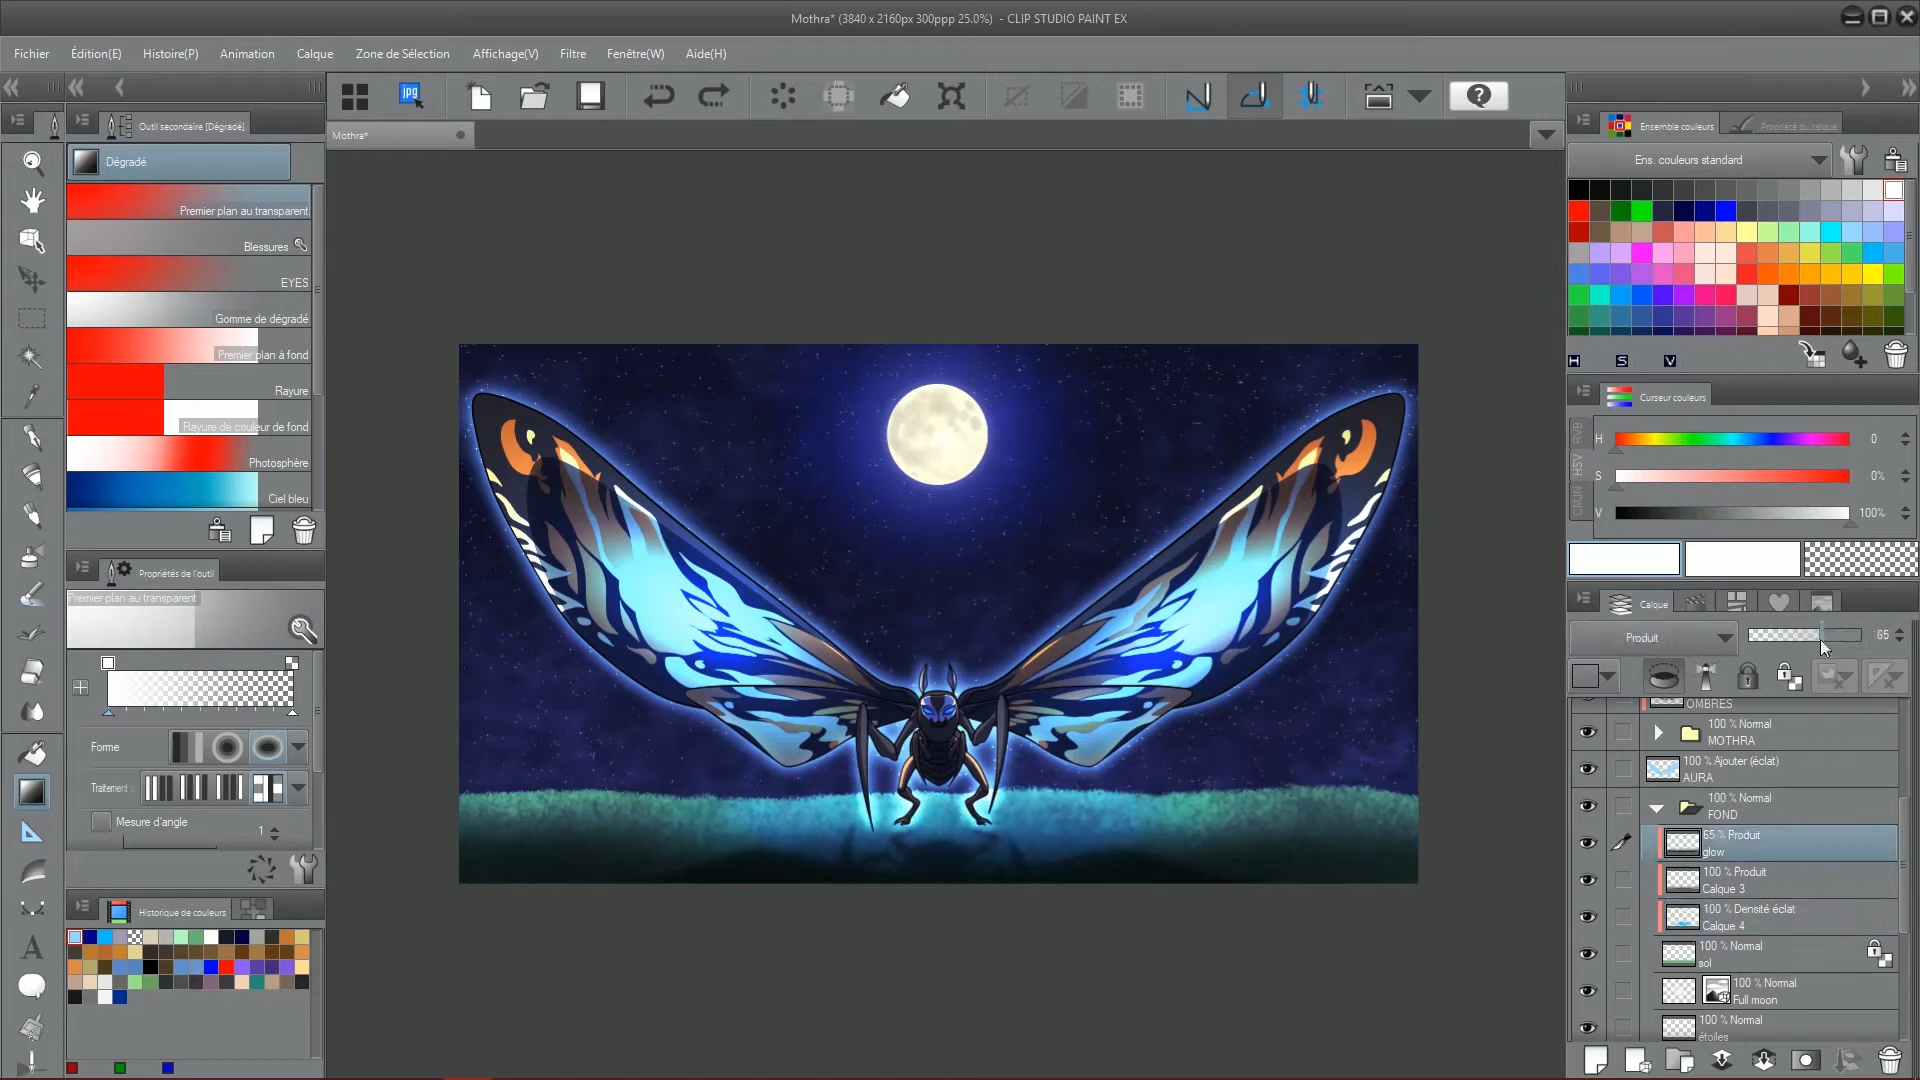 Mothra* (3840 x 2160px 300ppp 25.0%) - CLIP STUDIO PAINT EX
Fichier Édition(E) Histoire(P) Animation Calque Zone de Sélection Affichage(V) Filtre Fenêtre(W) Aide(H)
jpg
?
Outil secondaire [Dégradé]
Mothra*
Dégradé
Premier plan au transparent
Blessures
EYES
Gomme de dégradé
Premier plan à fond
Rayure
Rayure de couleur de fond
Photosphère
Ciel bleu
Propriétés de l'outil
Premier plan au transparent
Forme
Traitement :
Mesure d'angle
1
Historique de couleurs
A
Ensemble couleurs
Propriété du calque
Ens. couleurs standard
H S V
Curseur couleurs
RVB
HSV
CMJN
H 0
S 0%
V 100%
Calque
Produit 65
OMBRES
100 % Normal
MOTHRA
100 % Ajouter (éclat)
AURA
100 % Normal
FOND
65 % Produit
glow
100 % Produit
Calque 3
100 % Densité éclat
Calque 4
100 % Normal
sol
100 % Normal
Full moon
100 % Normal
étoiles